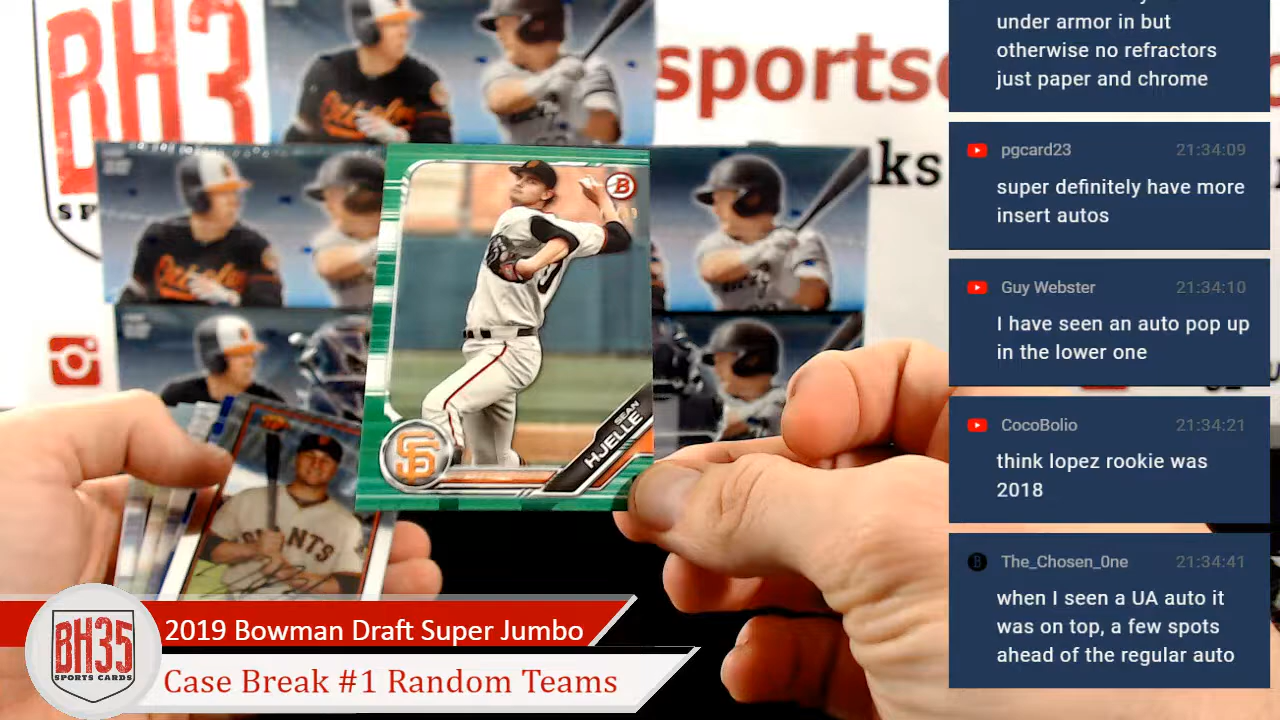 BH3
SP
sports
ks
B
SEAN
HJELLE
SF
GIANTS
under armor in but
otherwise no refractors
just paper and chrome
pgcard23 21:34:09
super definitely have more
insert autos
Guy Webster 21:34:10
I have seen an auto pop up
in the lower one
CocoBolio 21:34:21
think lopez rookie was
2018
The_Chosen_0ne 21:34:41
when I seen a UA auto it
was on top, a few spots
ahead of the regular auto
BH35
SPORTS CARDS
2019 Bowman Draft Super Jumbo
Case Break #1 Random Teams